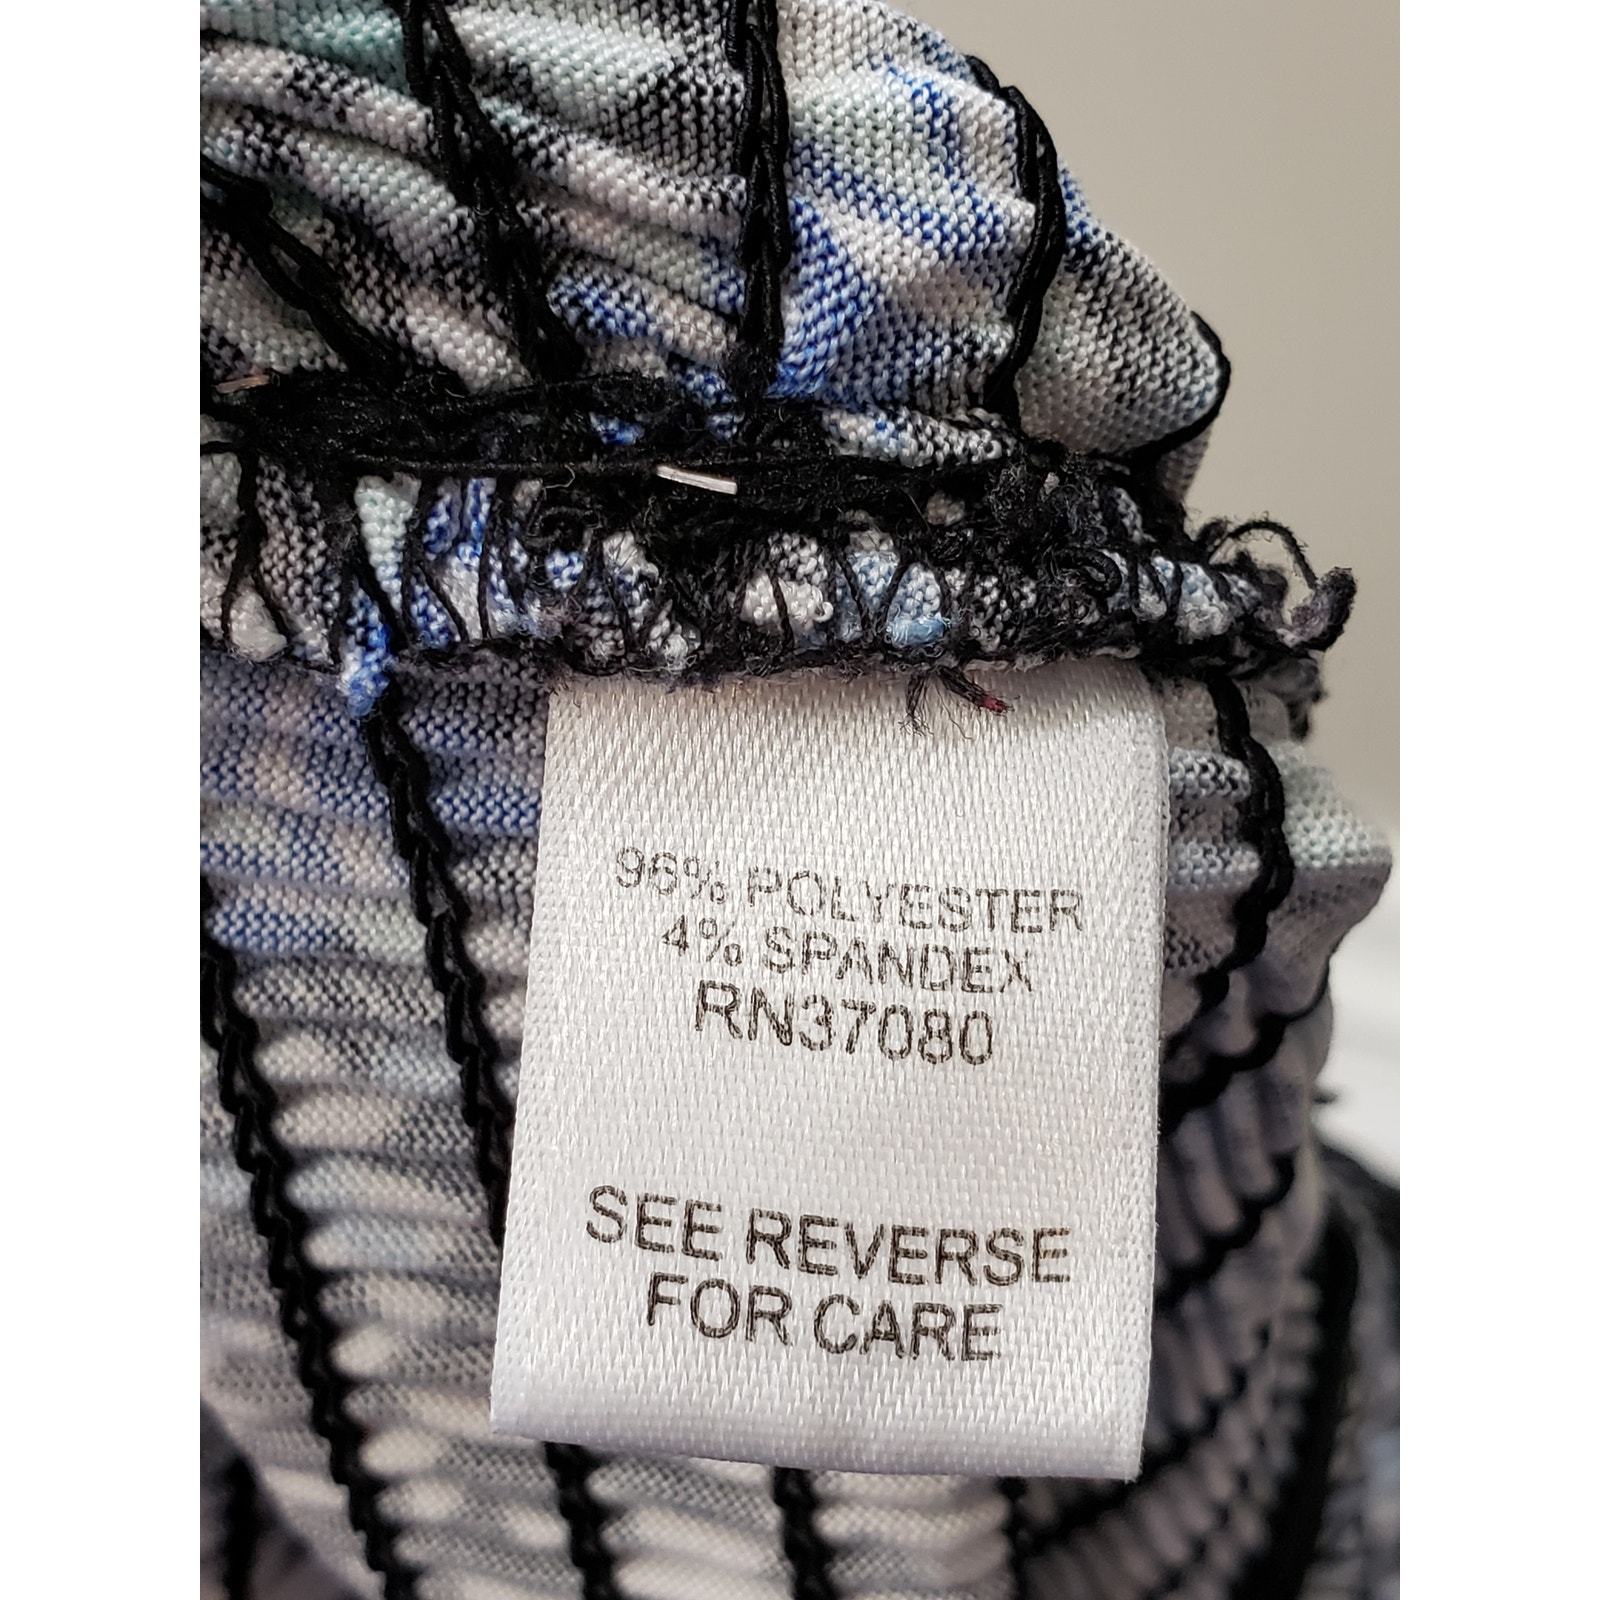 96% POLYESTER
4% SPANDEX
RN37080
SEE REVERSE
FOR CARE